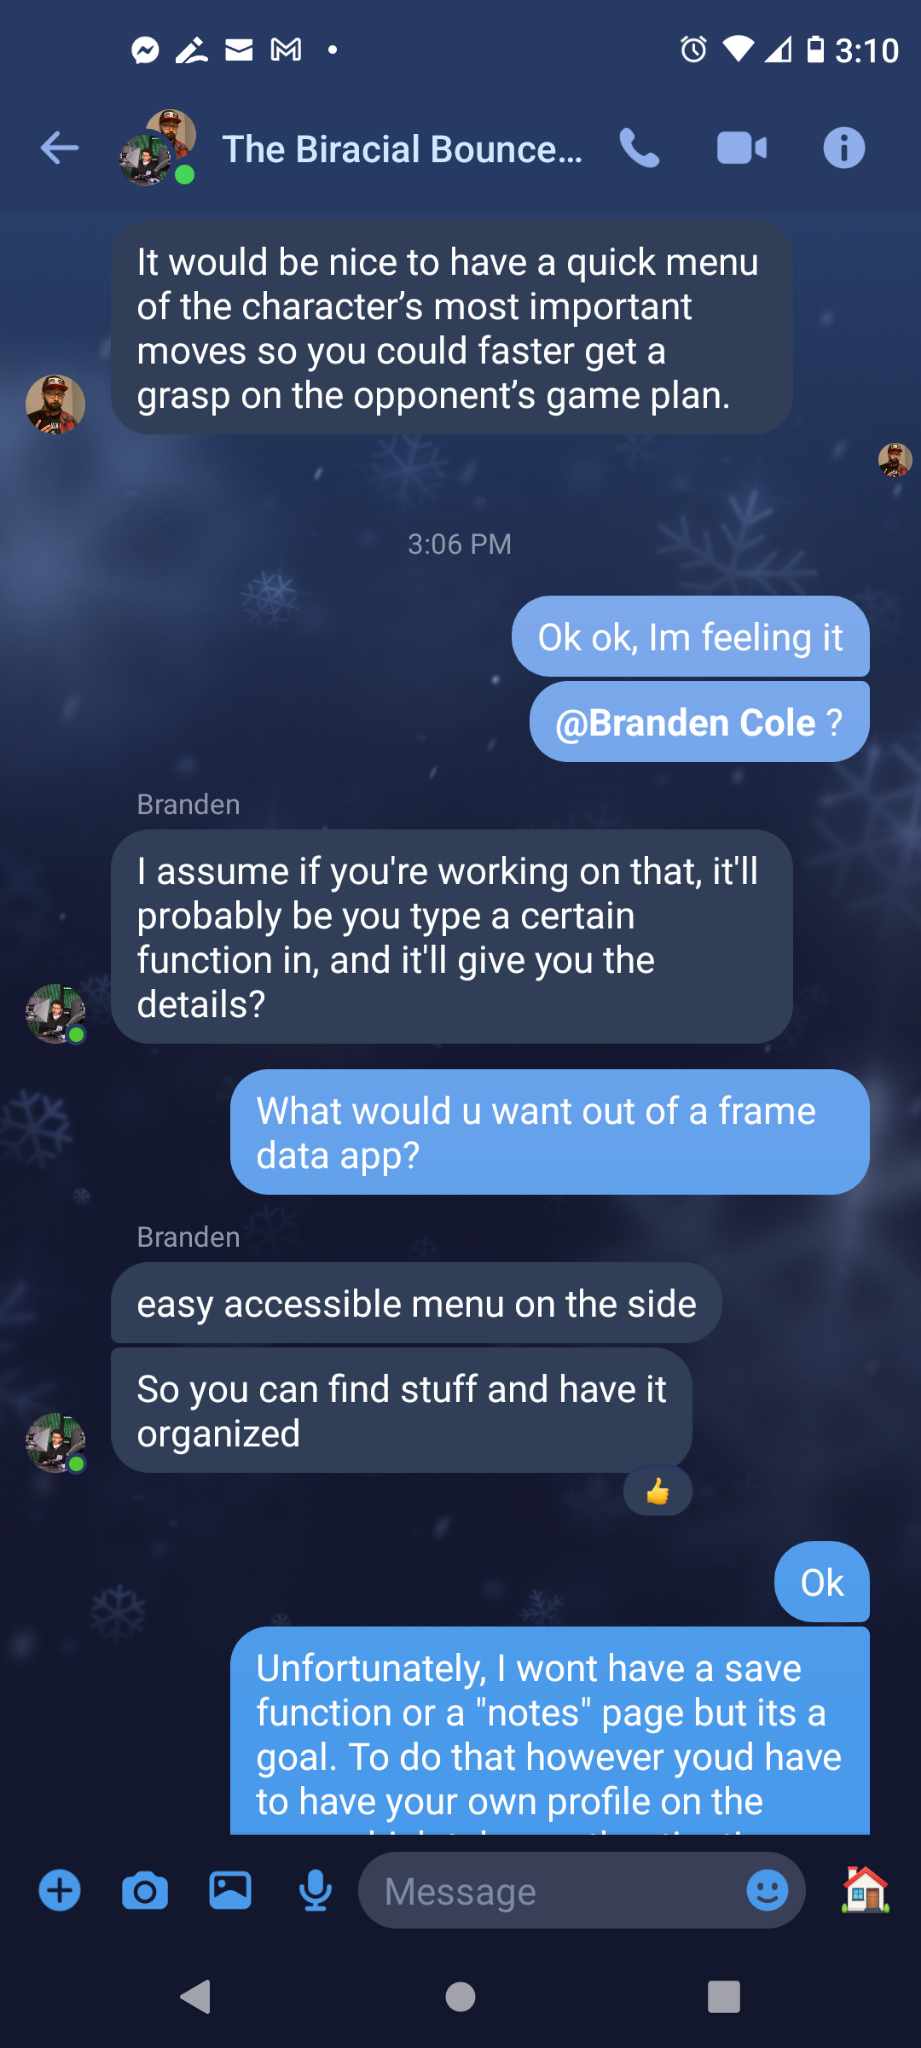 3:10
The Biracial Bounce...
It would be nice to have a quick menu
of the character’s most important
moves so you could faster get a
grasp on the opponent’s game plan.
3:06 PM
Ok ok, Im feeling it
@Branden Cole ?
Branden
I assume if you're working on that, it'll
probably be you type a certain
function in, and it'll give you the
details?
What would u want out of a frame
data app?
Branden
easy accessible menu on the side
So you can find stuff and have it
organized
Ok
Unfortunately, I wont have a save
function or a "notes" page but its a
goal. To do that however youd have
to have your own profile on the
Message